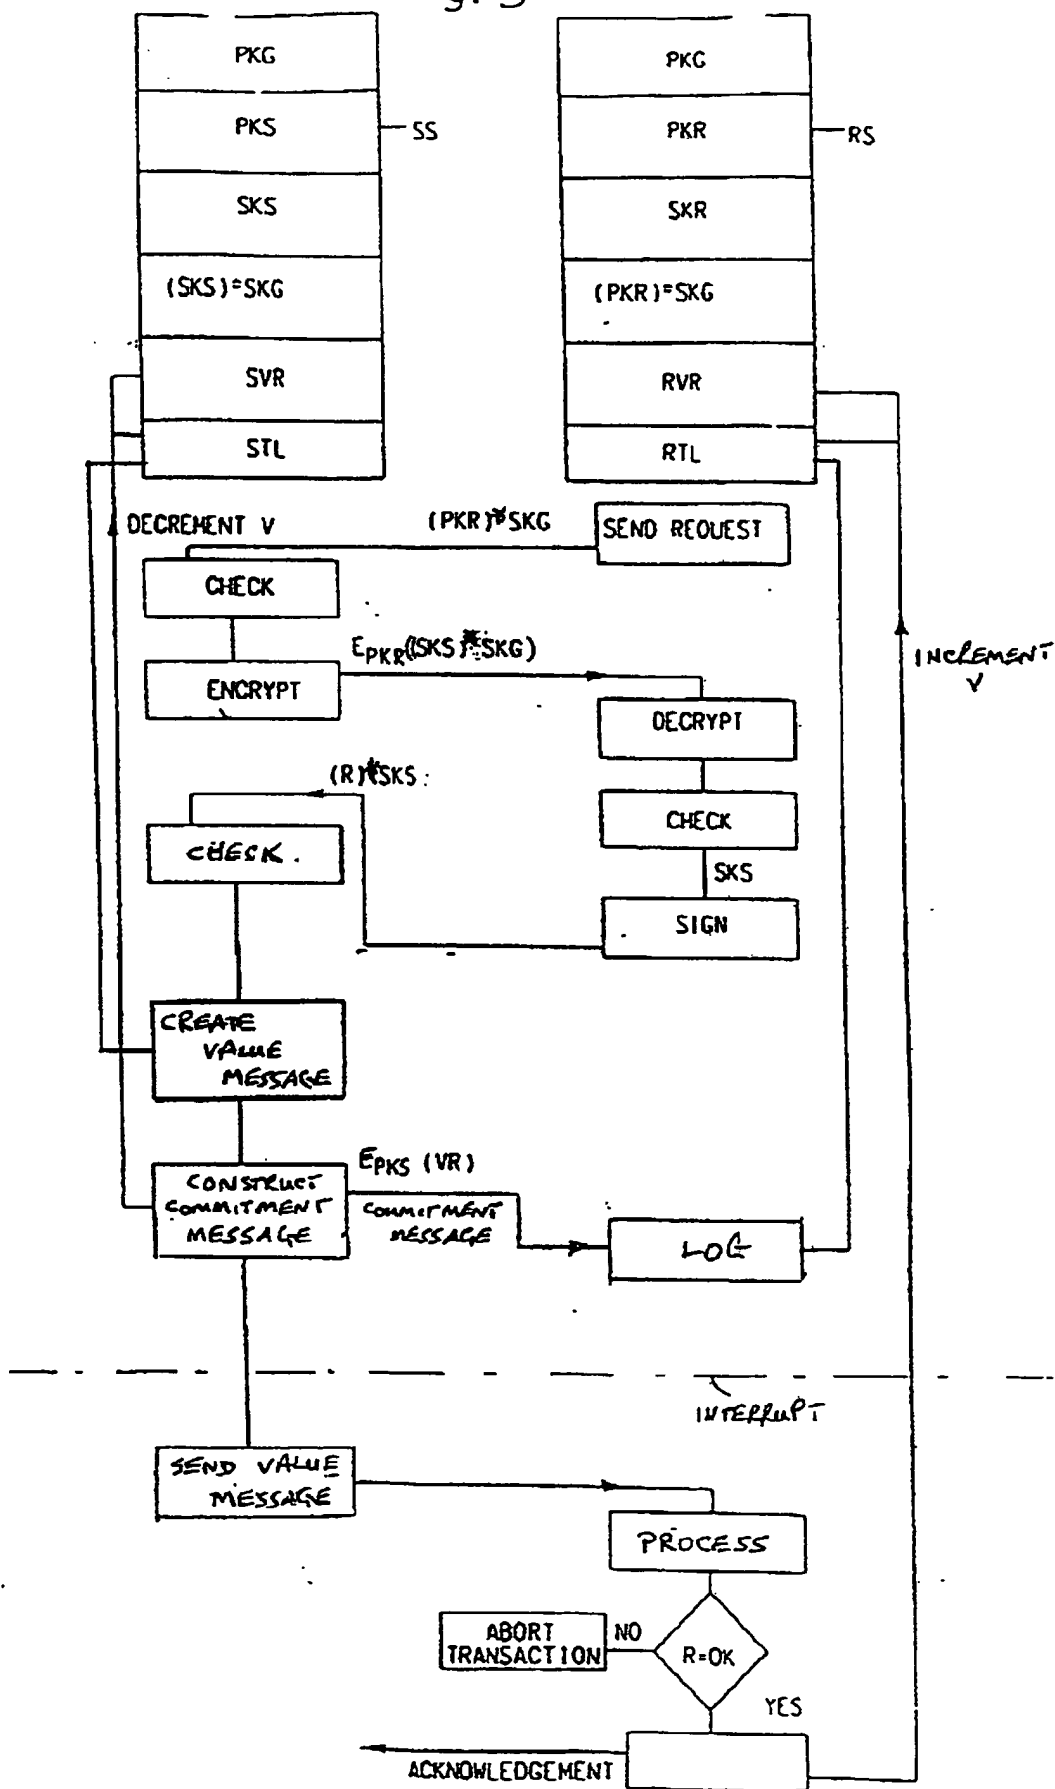 PKG
PKS
SS
SKS
(SKS)*SKG
SVR
STL
PKG
PKR
RS
SKR
(PKR)*SKG
RVR
RTL
DECREMENT V
(PKR)*SKG
SEND REQUEST
CHECK
ENCRYPT
EPKR((SKS)*SKG)
DECRYPT
INCREMENT
V
(R)*SKS
CHECK.
CHECK
SKS
SIGN
CREATE
VALUE
MESSAGE
CONSTRUCT
COMMITMENT
MESSAGE
EPKS (VR)
COMMITMENT
MESSAGE
LOG
INTERRUPT
SEND VALUE
MESSAGE
PROCESS
ABORT
TRANSACTION
NO
R=OK
YES
ACKNOWLEDGEMENT